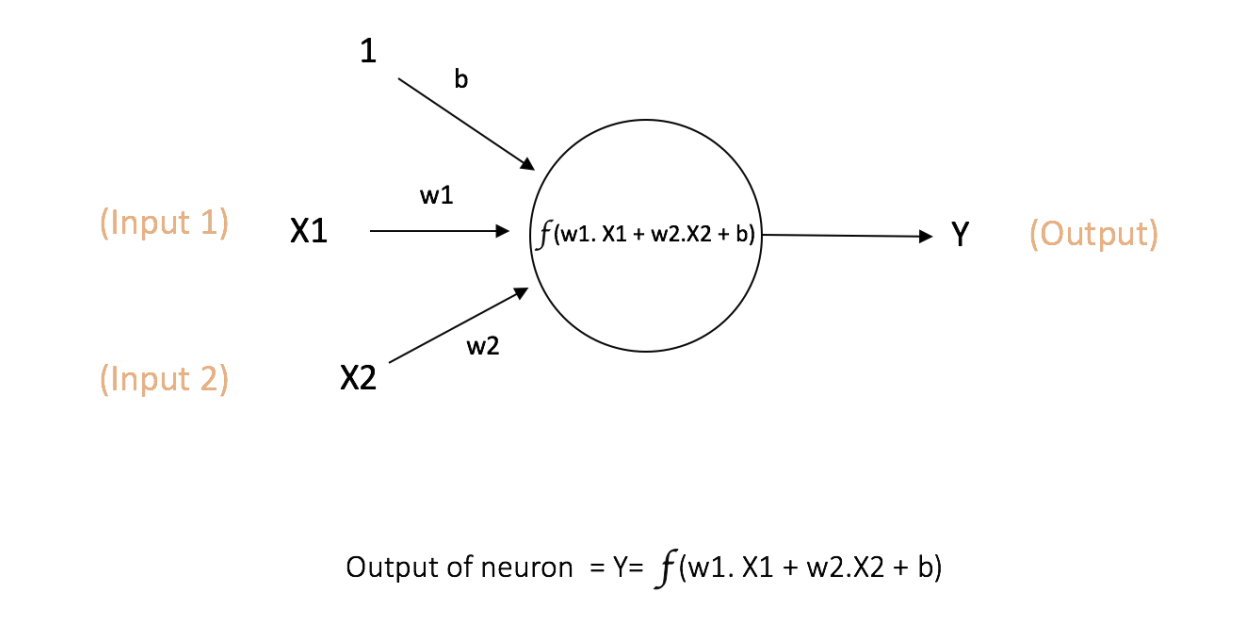 1
b
w1
(Input 1) X1 f(w1. X1 + w2.X2 + b) Y (Output)
w2
(Input 2) X2
Output of neuron = Y= f(w1. X1 + w2.X2 + b)